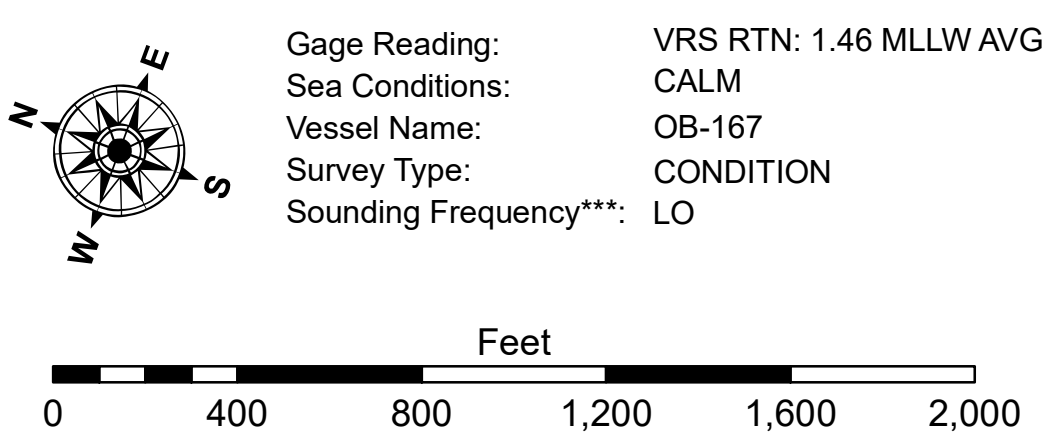 E
N
S
W
Gage Reading: VRS RTN: 1.46 MLLW AVG
Sea Conditions: CALM
Vessel Name: OB-167
Survey Type: CONDITION
Sounding Frequency***: LO
Feet
0 400 800 1,200 1,600 2,000